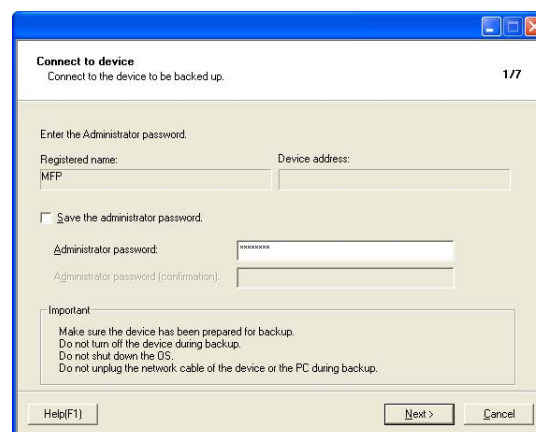 Connect to device
Connect to the device to be backed up.
1/7
Enter the Administrator password.
Registered name:
Device address:
MFP
Save the administrator password.
Administrator password:
********
Administrator password (confirmation):
Important
Make sure the device has been prepared for backup.
Do not turn off the device during backup.
Do not shut down the OS.
Do not unplug the network cable of the device or the PC during backup.
Help(F1)
Next >
Cancel